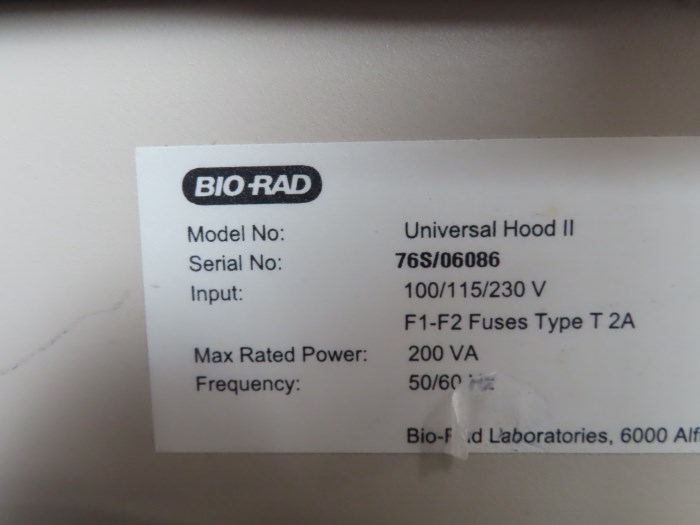 BIO-RAD
Model No: Universal Hood II
Serial No: 76S/06086
Input: 100/115/230 V
F1-F2 Fuses Type T 2A
Max Rated Power: 200 VA
Frequency: 50/60 Hz
Laboratories, 6000